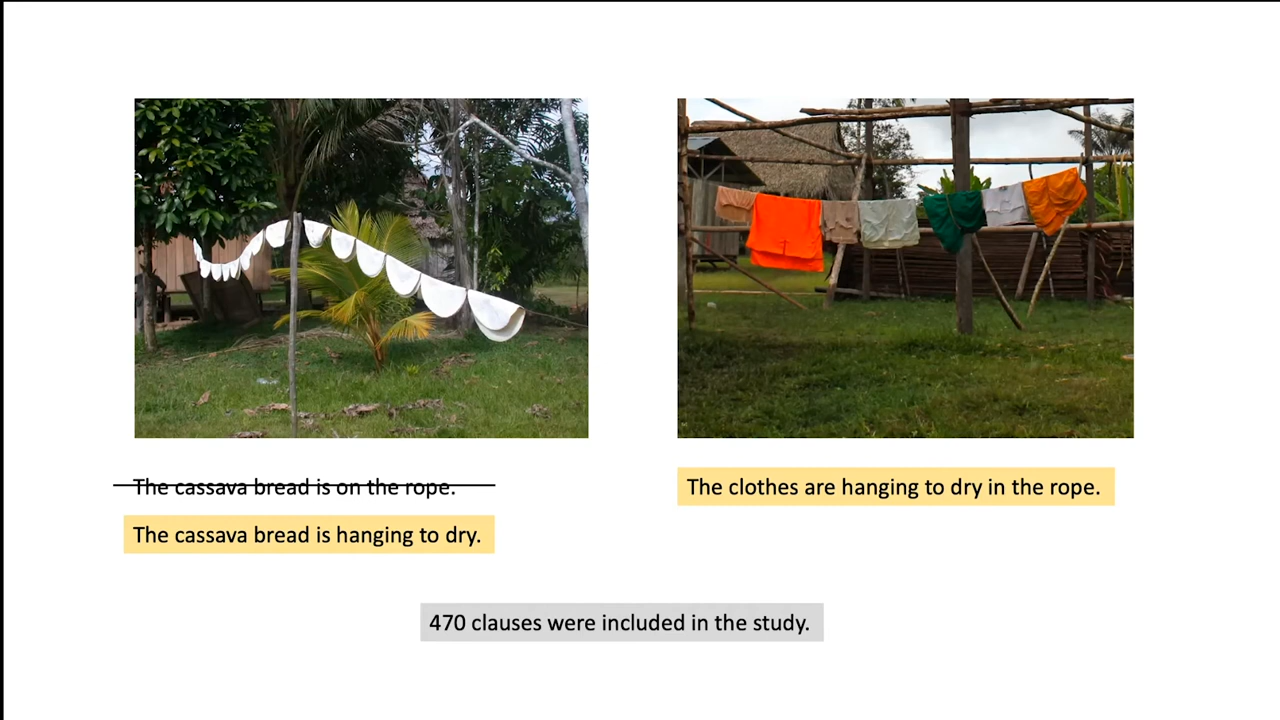 The cassava bread is on the rope.
The clothes are hanging to dry in the rope.
The cassava bread is hanging to dry.
470 clauses were included in the study.